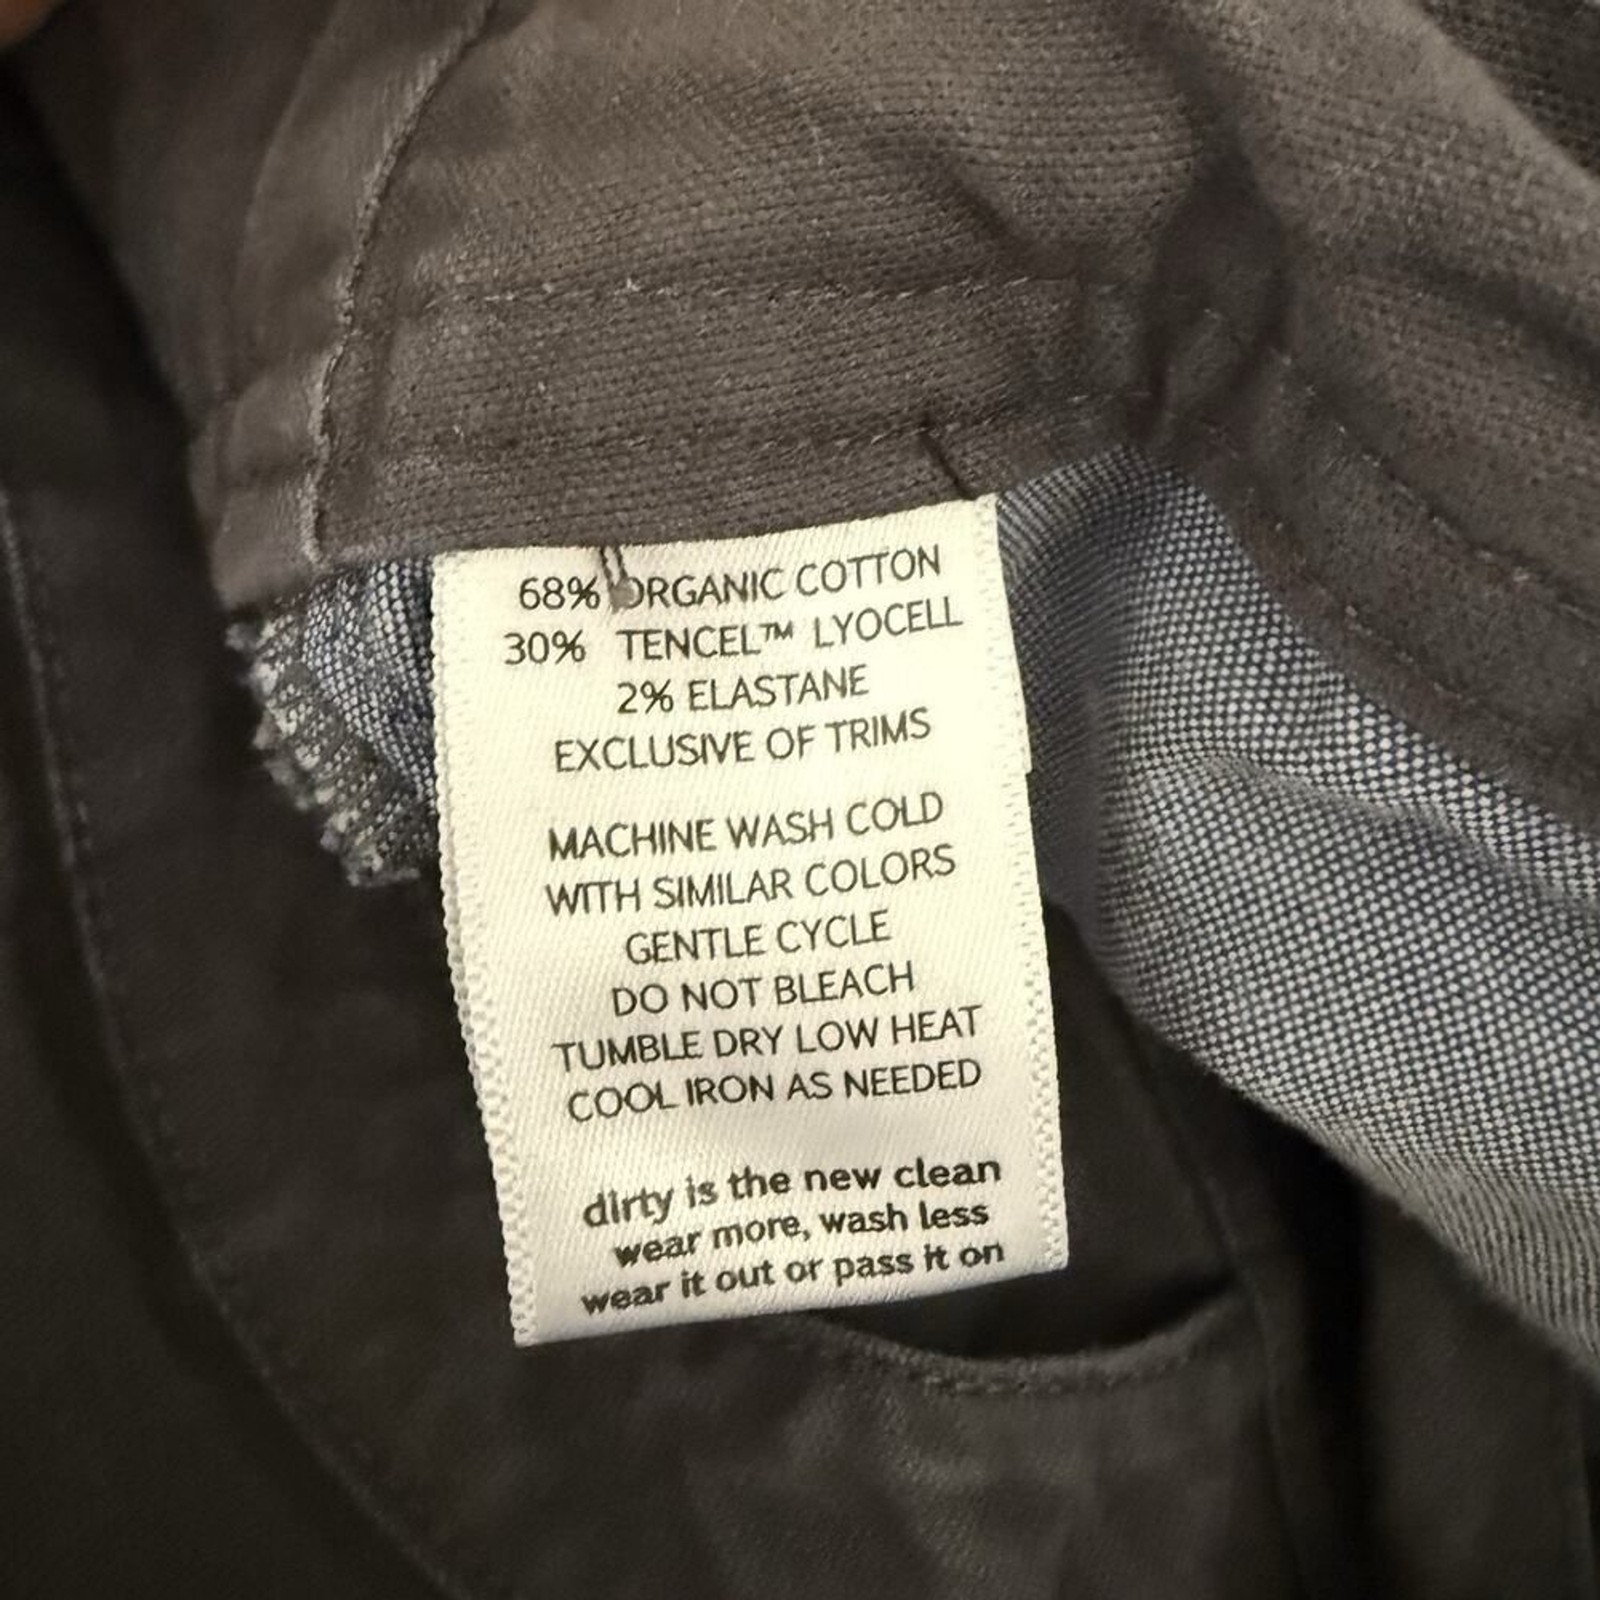 68% ORGANIC COTTON
30% TENCEL™ LYOCELL
2% ELASTANE
EXCLUSIVE OF TRIMS
MACHINE WASH COLD
WITH SIMILAR COLORS
GENTLE CYCLE
DO NOT BLEACH
TUMBLE DRY LOW HEAT
COOL IRON AS NEEDED
dirty is the new clean
wear more, wash less
wear it out or pass it on